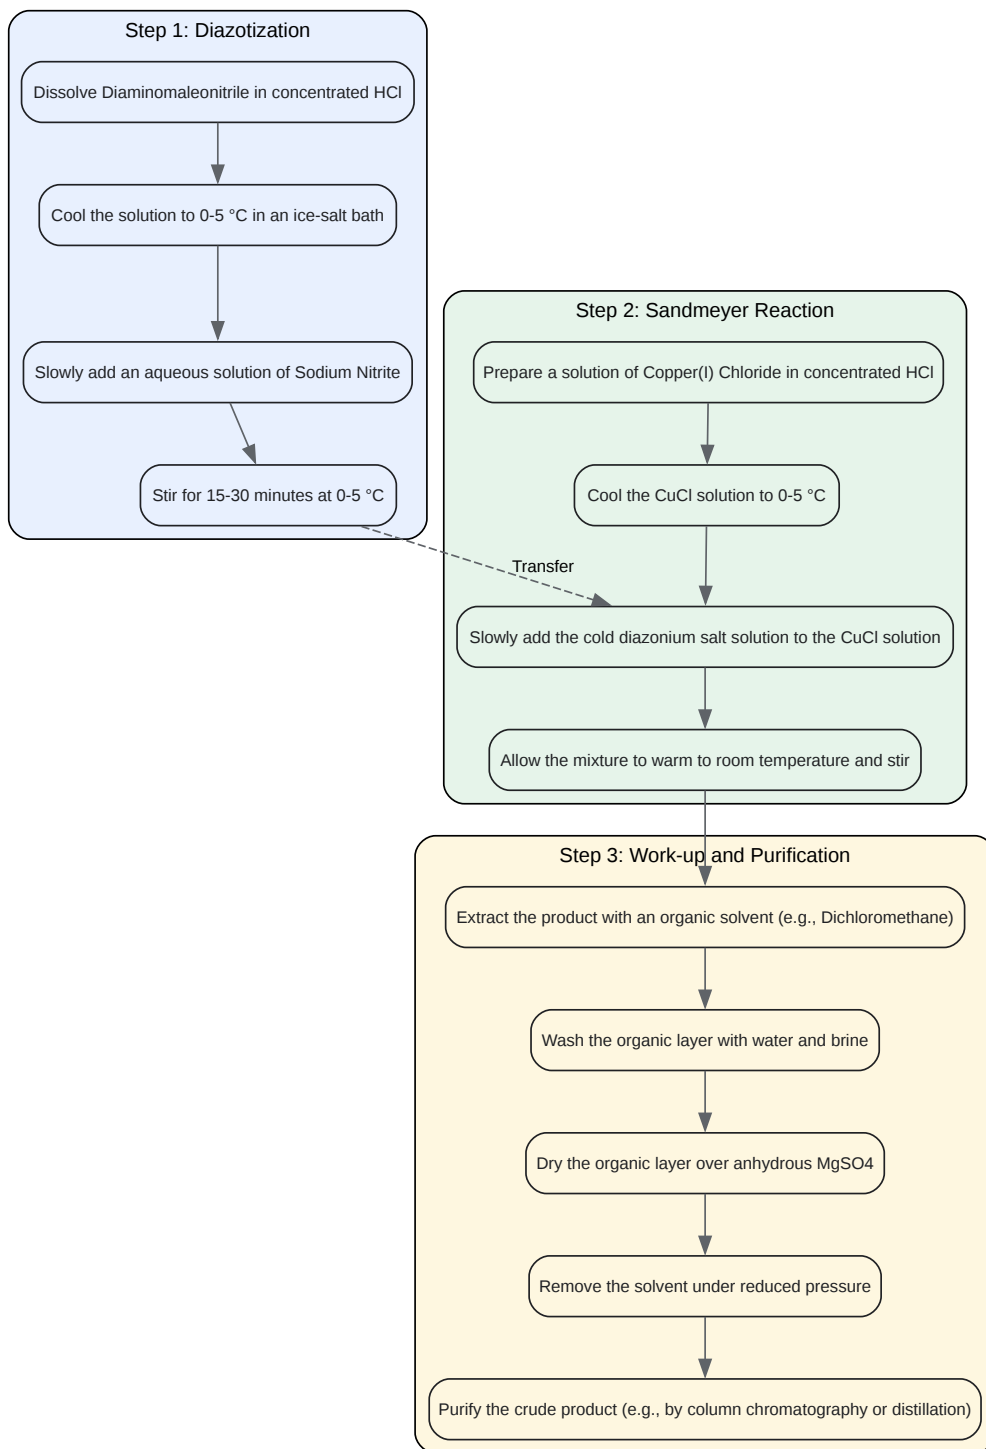 Step 1: Diazotization
Dissolve Diaminomaleonitrile in concentrated HCl
Cool the solution to 0-5 °C in an ice-salt bath
Slowly add an aqueous solution of Sodium Nitrite
Stir for 15-30 minutes at 0-5 °C
Transfer
Step 2: Sandmeyer Reaction
Prepare a solution of Copper(I) Chloride in concentrated HCl
Cool the CuCl solution to 0-5 °C
Slowly add the cold diazonium salt solution to the CuCl solution
Allow the mixture to warm to room temperature and stir
Step 3: Work-up and Purification
Extract the product with an organic solvent (e.g., Dichloromethane)
Wash the organic layer with water and brine
Dry the organic layer over anhydrous MgSO4
Remove the solvent under reduced pressure
Purify the crude product (e.g., by column chromatography or distillation)